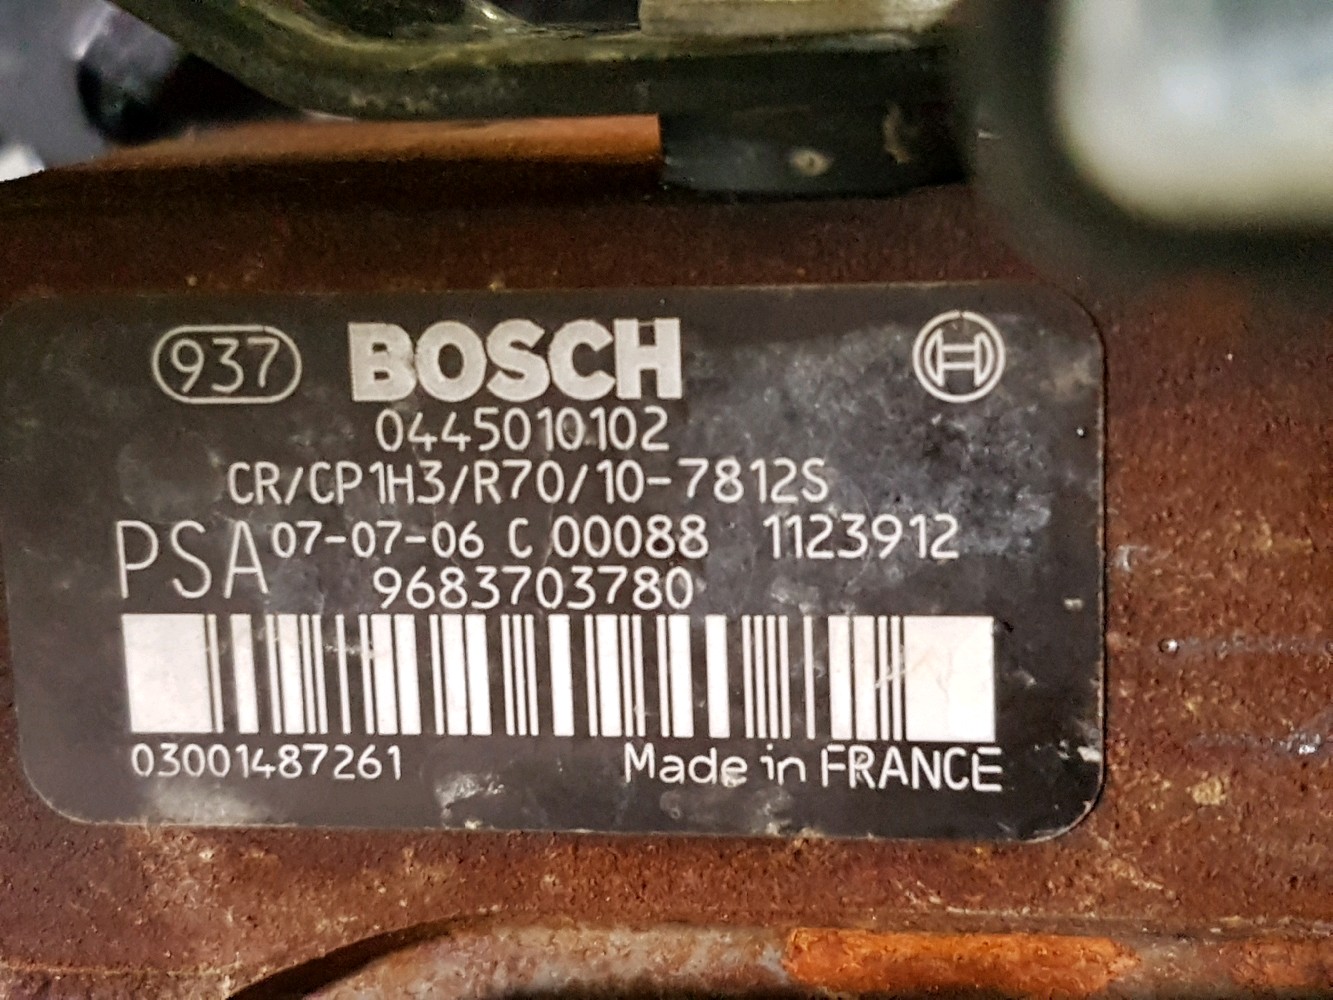 937 BOSCH
0445010102
CR/CP1H3/R70/10-7812S
PSA 07-07-06 C 00088 1123912
9683703780
03001487261 Made in FRANCE